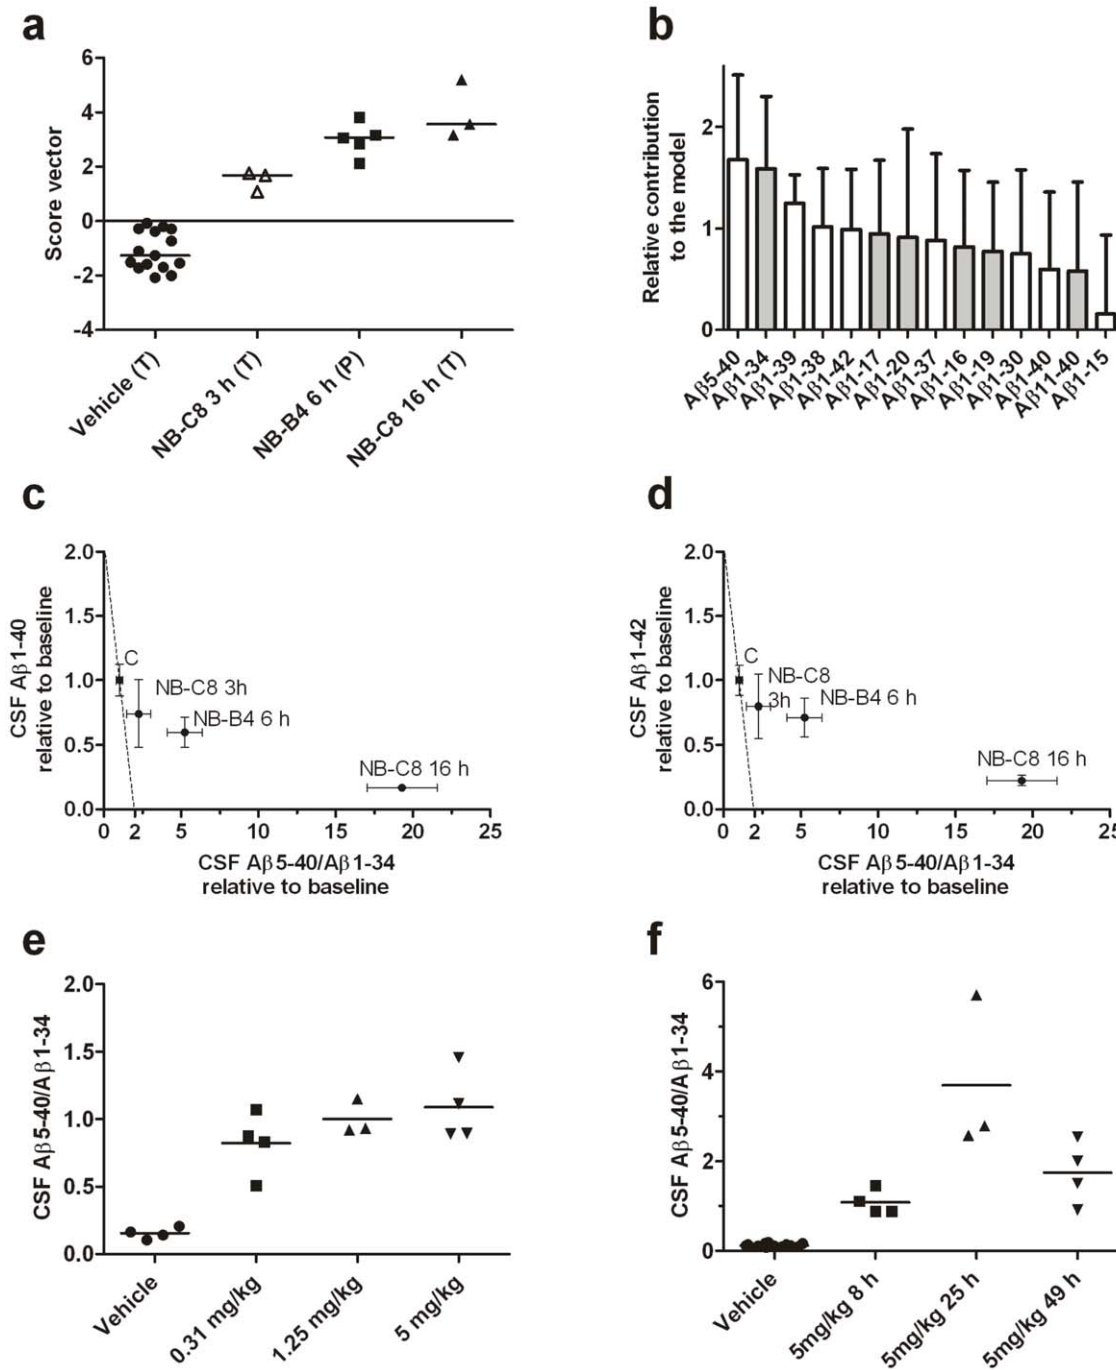 a
6
4
2
0
-2
-4
Score vector
Vehicle (T)
NB-C8 3 h (T)
NB-B4 6 h (P)
NB-C8 16 h (T)
b
2
1
0
Relative contribution
to the model
Aβ5-40
Aβ1-34
Aβ1-39
Aβ1-38
Aβ1-42
Aβ1-17
Aβ1-20
Aβ1-37
Aβ1-16
Aβ1-19
Aβ1-30
Aβ1-40
Aβ11-40
Aβ1-15
c
2.0
1.5
1.0
0.5
0.0
CSF Aβ1-40
relative to baseline
C
NB-C8 3h
NB-B4 6 h
NB-C8 16 h
0 2 5 10 15 20 25
CSF Aβ5-40/Aβ1-34
relative to baseline
d
2.0
1.5
1.0
0.5
0.0
CSF Aβ1-42
relative to baseline
C
NB-C8
3h
NB-B4 6 h
NB-C8 16 h
0 2 5 10 15 20 25
CSF Aβ5-40/Aβ1-34
relative to baseline
e
2.0
1.5
1.0
0.5
0.0
CSF Aβ5-40/Aβ1-34
Vehicle
0.31 mg/kg
1.25 mg/kg
5 mg/kg
f
6
4
2
0
CSF Aβ5-40/Aβ1-34
Vehicle
5mg/kg 8 h
5mg/kg 25 h
5mg/kg 49 h